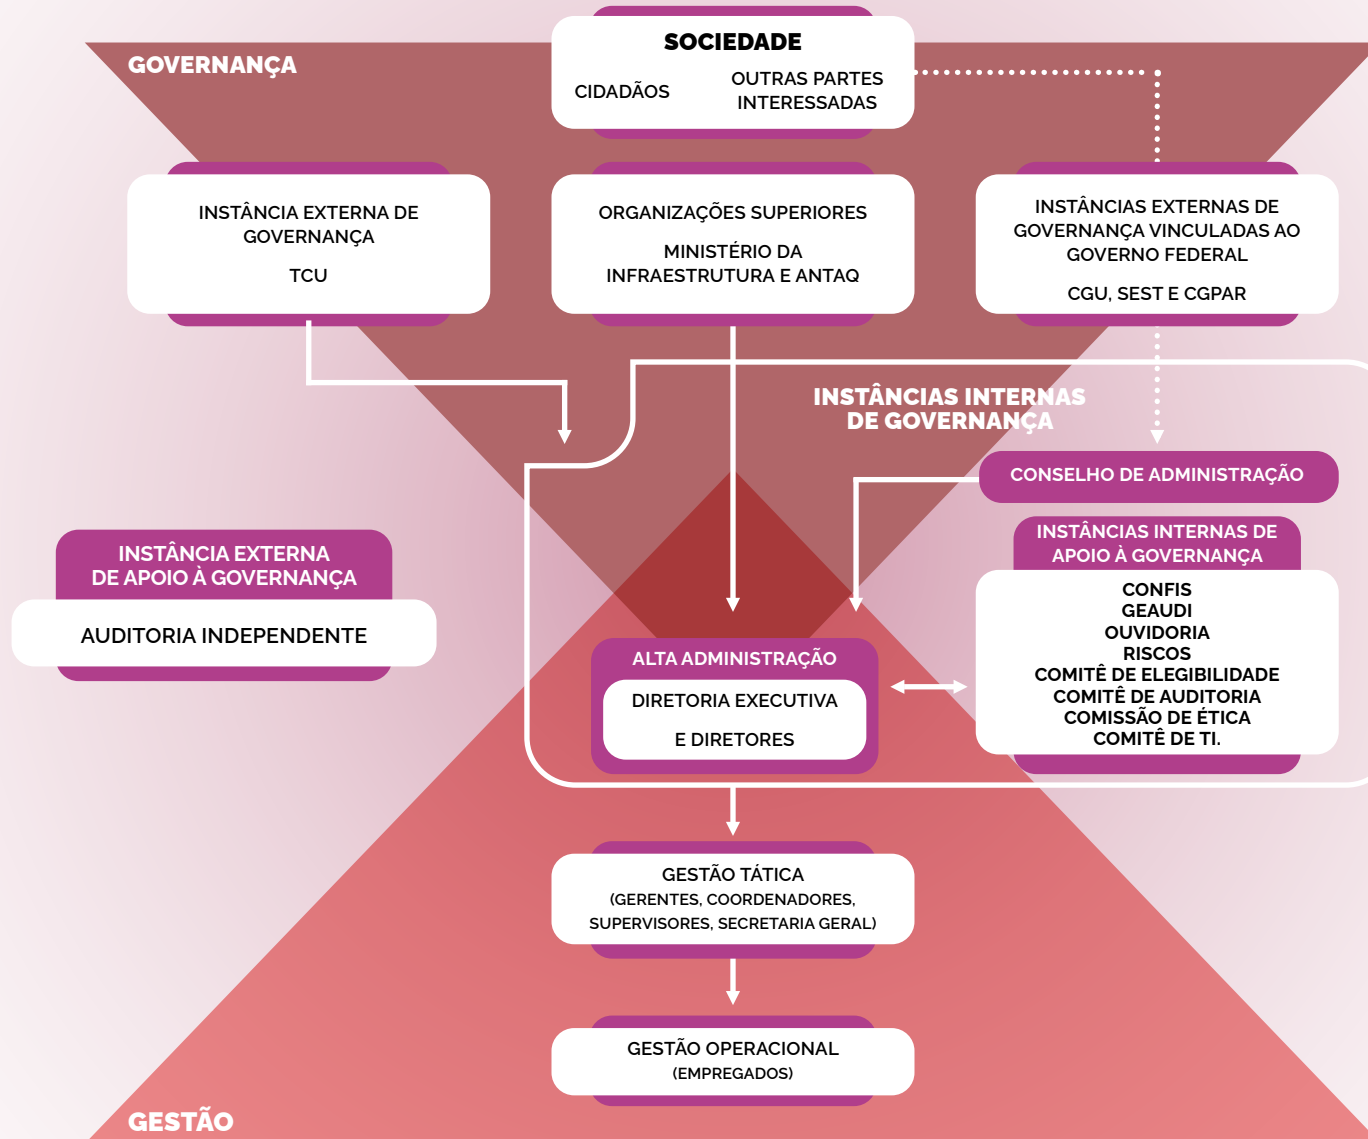 GOVERNANÇA
SOCIEDADE
CIDADÃOS
OUTRAS PARTES
INTERESSADAS
INSTÂNCIA EXTERNA DE
GOVERNANÇA
TCU
ORGANIZAÇÕES SUPERIORES
MINISTÉRIO DA
INFRAESTRUTURA E ANTAQ
INSTÂNCIAS EXTERNAS DE
GOVERNANÇA VINCULADAS AO
GOVERNO FEDERAL
CGU, SEST E CGPAR
INSTÂNCIAS INTERNAS
DE GOVERNANÇA
CONSELHO DE ADMINISTRAÇÃO
INSTÂNCIA EXTERNA
DE APOIO À GOVERNANÇA
AUDITORIA INDEPENDENTE
INSTÂNCIAS INTERNAS DE
APOIO À GOVERNANÇA
CONFIS
GEAUDI
OUVIDORIA
RISCOS
COMITÊ DE ELEGIBILIDADE
COMITÊ DE AUDITORIA
COMISSÃO DE ÉTICA
COMITÊ DE TI.
ALTA ADMINISTRAÇÃO
DIRETORIA EXECUTIVA
E DIRETORES
GESTÃO TÁTICA
(GERENTES, COORDENADORES,
SUPERVISORES, SECRETARIA GERAL)
GESTÃO OPERACIONAL
(EMPREGADOS)
GESTÃO